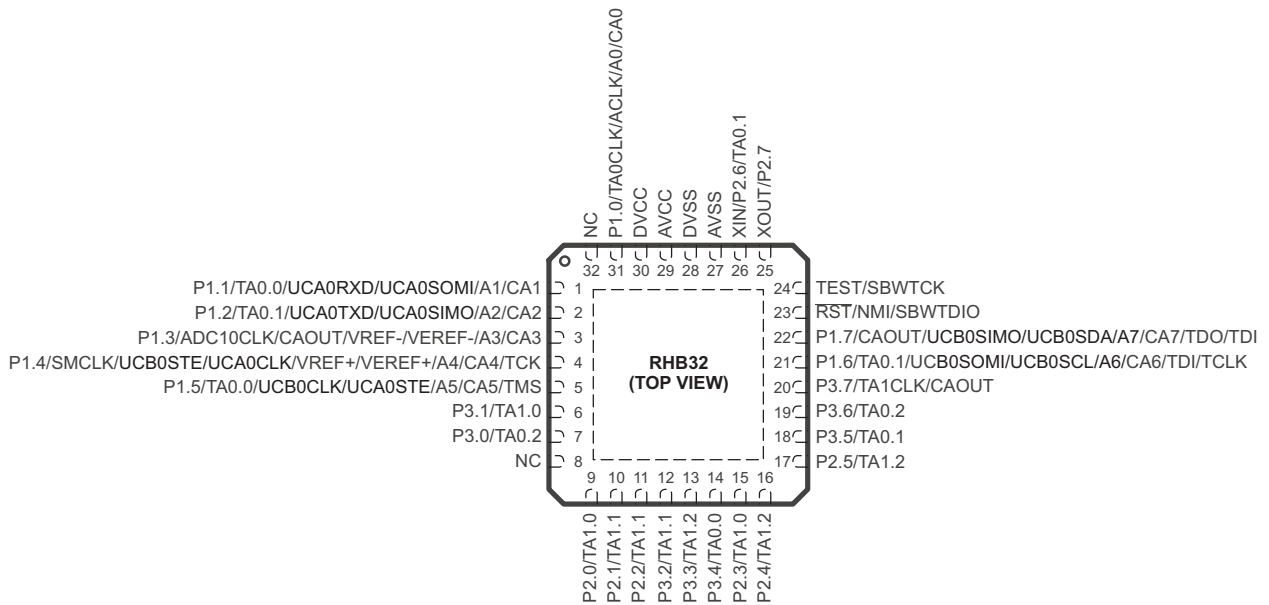 NC
P1.0/TA0CLK/ACLK/A0/CA0
DVCC
AVCC
DVSS
AVSS
XIN/P2.6/TA0.1
XOUT/P2.7
32 31 30 29 28 27 26 25
P1.1/TA0.0/UCA0RXD/UCA0SOMI/A1/CA1 1
P1.2/TA0.1/UCA0TXD/UCA0SIMO/A2/CA2 2
P1.3/ADC10CLK/CAOUT/VREF-/VEREF-/A3/CA3 3
P1.4/SMCLK/UCB0STE/UCA0CLK/VREF+/VEREF+/A4/CA4/TCK 4
P1.5/TA0.0/UCB0CLK/UCA0STE/A5/CA5/TMS 5
P3.1/TA1.0 6
P3.0/TA0.2 7
NC 8
RHB32
(TOP VIEW)
24 TEST/SBWTCK
23 RST/NMI/SBWTDIO
22 P1.7/CAOUT/UCB0SIMO/UCB0SDA/A7/CA7/TDO/TDI
21 P1.6/TA0.1/UCB0SOMI/UCB0SCL/A6/CA6/TDI/TCLK
20 P3.7/TA1CLK/CAOUT
19 P3.6/TA0.2
18 P3.5/TA0.1
17 P2.5/TA1.2
9 10 11 12 13 14 15 16
P2.0/TA1.0
P2.1/TA1.1
P2.2/TA1.1
P3.2/TA1.1
P3.3/TA1.2
P3.4/TA0.0
P2.3/TA1.0
P2.4/TA1.2